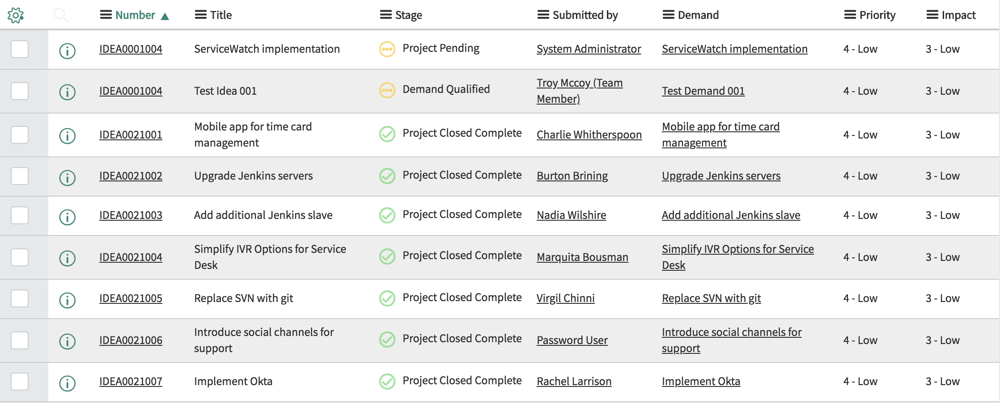 Number ▲ Title Stage Submitted by Demand Priority Impact
IDEA0001004 ServiceWatch implementation Project Pending System Administrator ServiceWatch implementation 4 - Low 3 - Low
IDEA0001004 Test Idea 001 Demand Qualified Troy Mccoy (Team Member) Test Demand 001 4 - Low 3 - Low
IDEA0021001 Mobile app for time card management Project Closed Complete Charlie Whitherspoon Mobile app for time card management 4 - Low 3 - Low
IDEA0021002 Upgrade Jenkins servers Project Closed Complete Burton Brining Upgrade Jenkins servers 4 - Low 3 - Low
IDEA0021003 Add additional Jenkins slave Project Closed Complete Nadia Wilshire Add additional Jenkins slave 4 - Low 3 - Low
IDEA0021004 Simplify IVR Options for Service Desk Project Closed Complete Marquita Bousman Simplify IVR Options for Service Desk 4 - Low 3 - Low
IDEA0021005 Replace SVN with git Project Closed Complete Virgil Chinni Replace SVN with git 4 - Low 3 - Low
IDEA0021006 Introduce social channels for support Project Closed Complete Password User Introduce social channels for support 4 - Low 3 - Low
IDEA0021007 Implement Okta Project Closed Complete Rachel Larrison Implement Okta 4 - Low 3 - Low